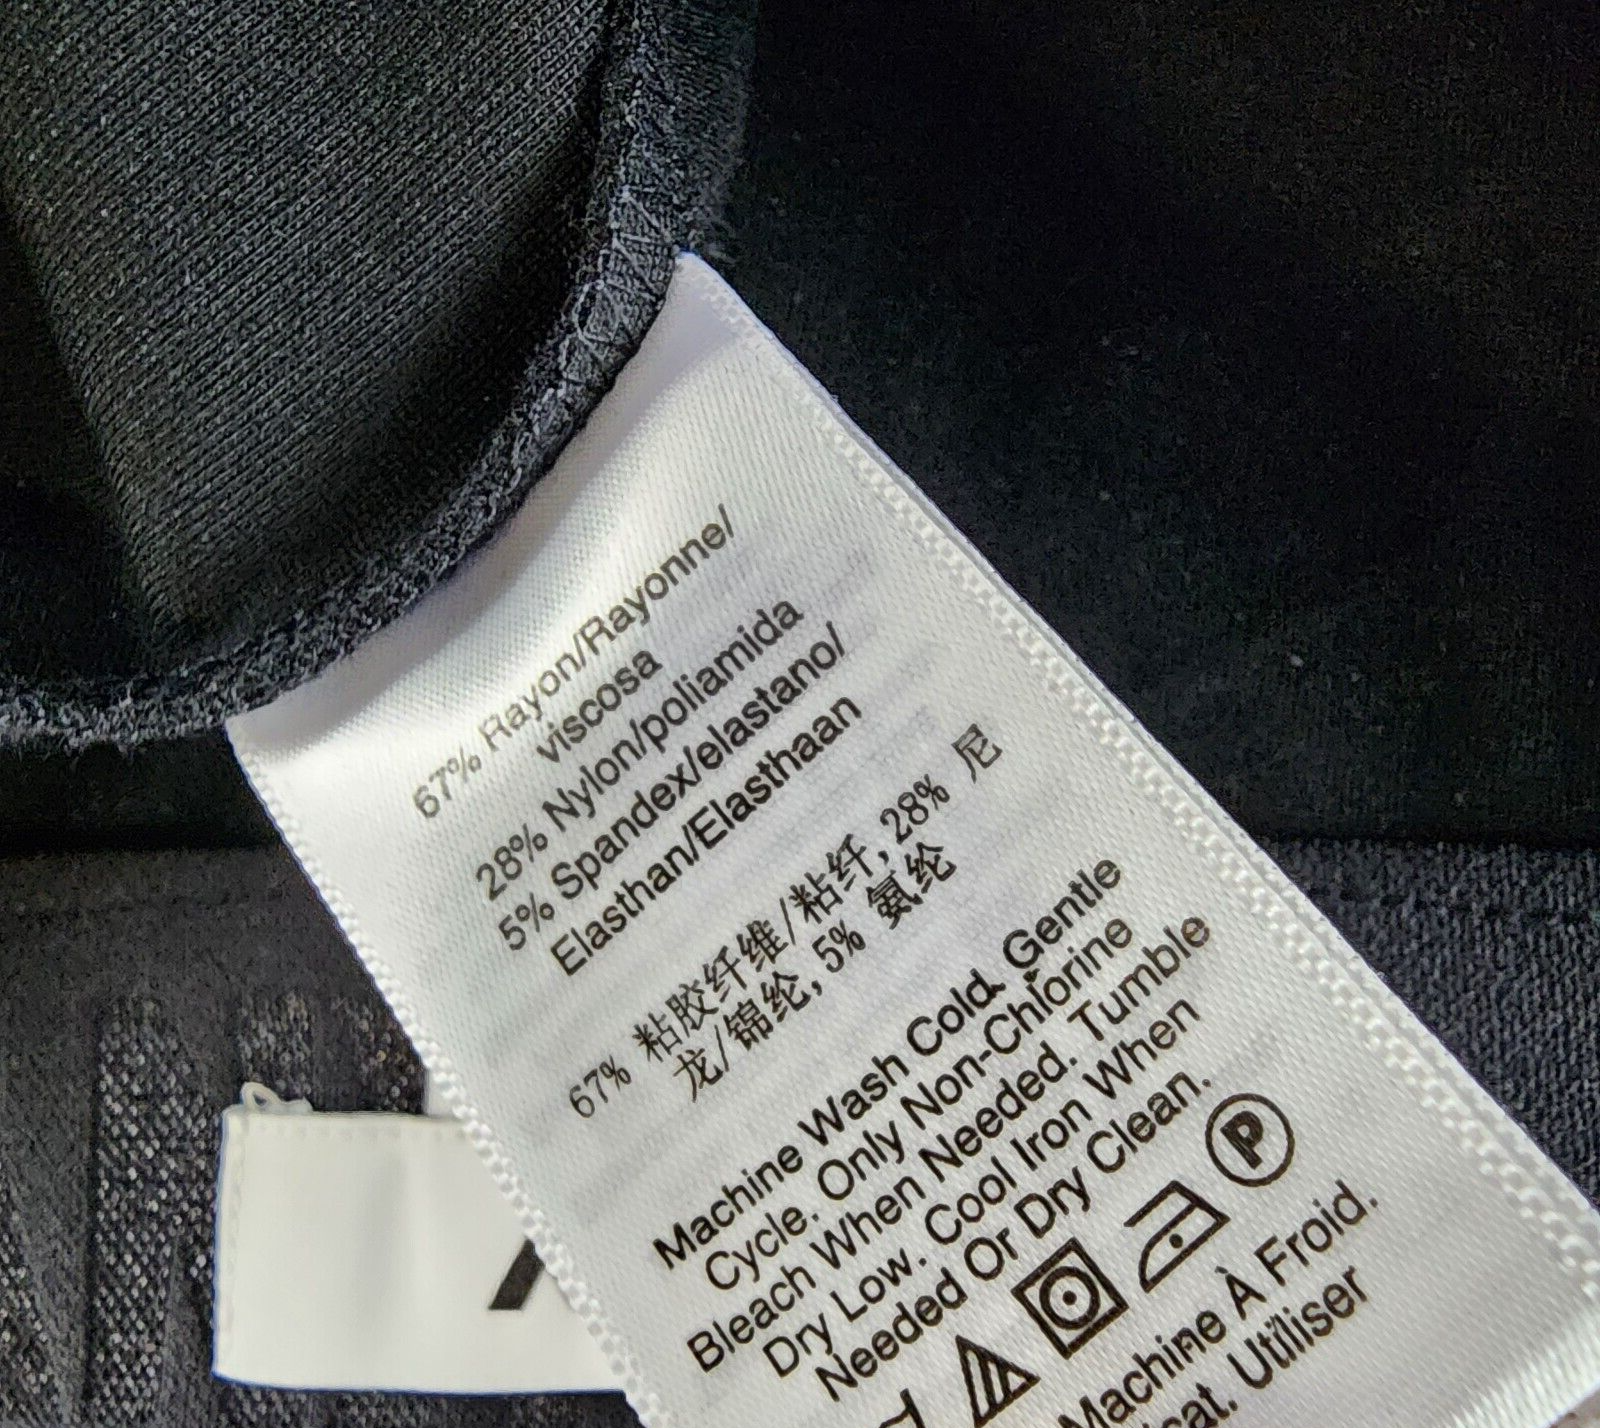 67% Rayon/Rayonne/
viscosa
28% Nylon/poliamida
5% Spandex/elastano/
Elasthan/Elasthaan
67% 粘胶纤维/粘纤, 28% 尼
龙/锦纶, 5% 氨纶
Machine Wash Cold. Gentle
Cycle. Only Non-Chlorine
Bleach When Needed. Tumble
Dry Low. Cool Iron When
Needed Or Dry Clean.
P
Machine À Froid.
Utiliser